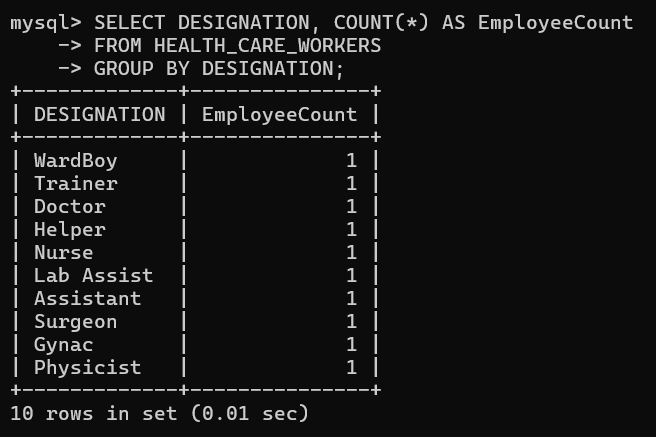 mysql> SELECT DESIGNATION, COUNT(*) AS EmployeeCount
    -> FROM HEALTH_CARE_WORKERS
    -> GROUP BY DESIGNATION;
+-------------+---------------+
| DESIGNATION | EmployeeCount |
+-------------+---------------+
| WardBoy     |             1 |
| Trainer     |             1 |
| Doctor      |             1 |
| Helper      |             1 |
| Nurse       |             1 |
| Lab Assist  |             1 |
| Assistant   |             1 |
| Surgeon     |             1 |
| Gynac       |             1 |
| Physicist   |             1 |
+-------------+---------------+
10 rows in set (0.01 sec)